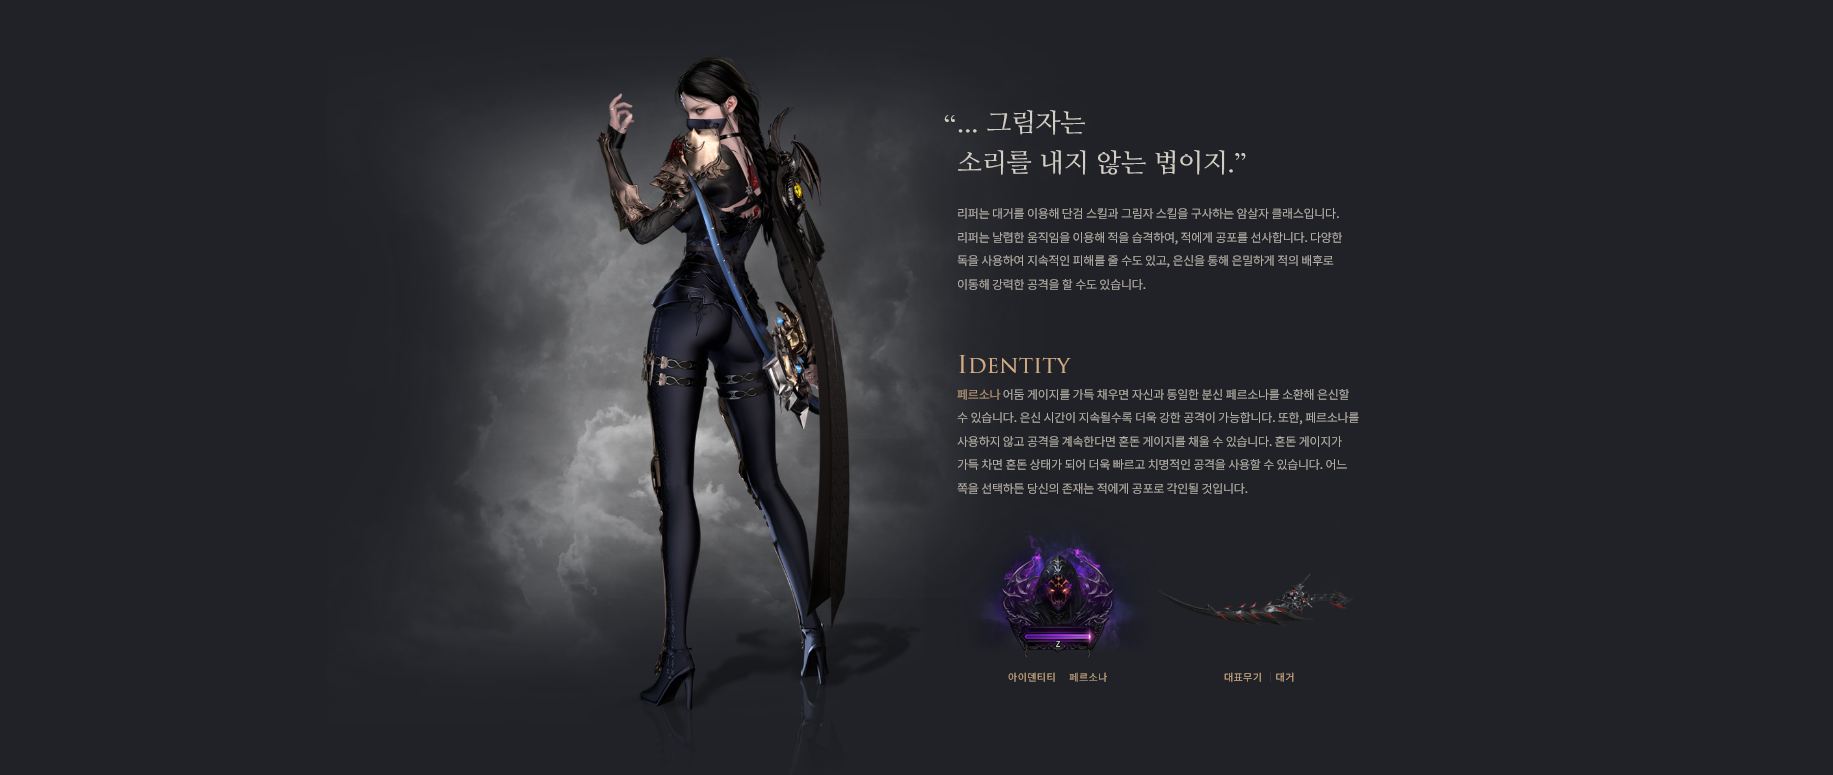 “... 그림자는
소리를 내지 않는 법이지.”
리퍼는 대거를 이용해 단검 스킬과 그림자 스킬을 구사하는 암살자 클래스입니다.
리퍼는 날렵한 움직임을 이용해 적을 습격하여, 적에게 공포를 선사합니다. 다양한
독을 사용하여 지속적인 피해를 줄 수도 있고, 은신을 통해 은밀하게 적의 배후로
이동해 강력한 공격을 할 수도 있습니다.
IDENTITY
페르소나 어둠 게이지를 가득 채우면 자신과 동일한 분신 페르소나를 소환해 은신할
수 있습니다. 은신 시간이 지속될수록 더욱 강한 공격이 가능합니다. 또한, 페르소나를
사용하지 않고 공격을 계속한다면 혼돈 게이지를 채울 수 있습니다. 혼돈 게이지가
가득 차면 혼돈 상태가 되어 더욱 빠르고 치명적인 공격을 사용할 수 있습니다. 어느
쪽을 선택하든 당신의 존재는 적에게 공포로 각인될 것입니다.
Z
아이덴티티 페르소나
대표무기 | 대거